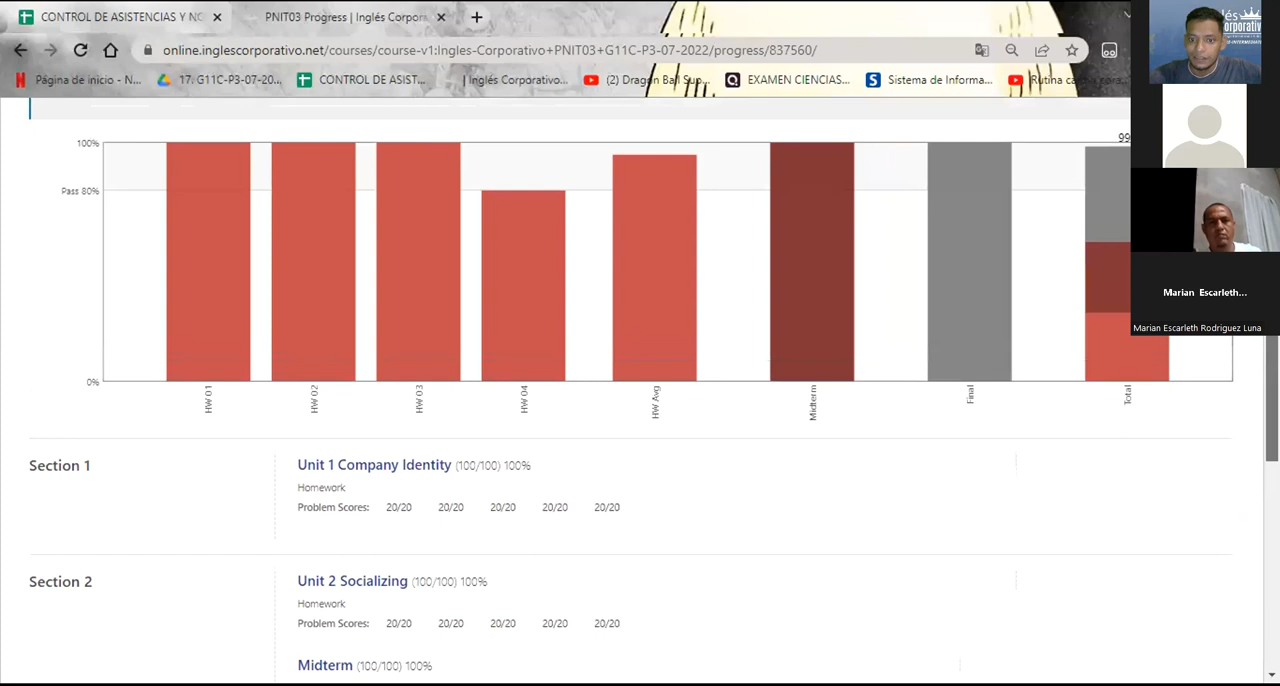 CONTROL DE ASISTENCIAS Y NO
PNIT03 Progress | Inglés Corpor
online.inglescorporativo.net/courses/course-v1:Ingles-Corporativo+PNIT03+G11C-P3-07-2022/progress/837560/
Página de inicio - N...
17: G11C-P3-07-20...
CONTROL DE ASIST...
| Inglés Corporativo...
(2) Dragon Ball Sup...
EXAMEN CIENCIAS...
Sistema de Informa...
Rutina
100%
Pass 80%
0%
99
HW 01
HW 02
HW 03
HW 04
HW Avg
Midterm
Final
Total
Marian Escarleth...
Marian Escarleth Rodriguez Luna
Section 1
Unit 1 Company Identity (100/100) 100%
Homework
Problem Scores: 20/20 20/20 20/20 20/20 20/20
Section 2
Unit 2 Socializing (100/100) 100%
Homework
Problem Scores: 20/20 20/20 20/20 20/20 20/20
Midterm (100/100) 100%